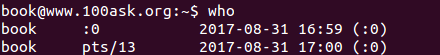 book@www.100ask.org:~$ who
book     :0           2017-08-31 16:59 (:0)
book     pts/13       2017-08-31 17:00 (:0)